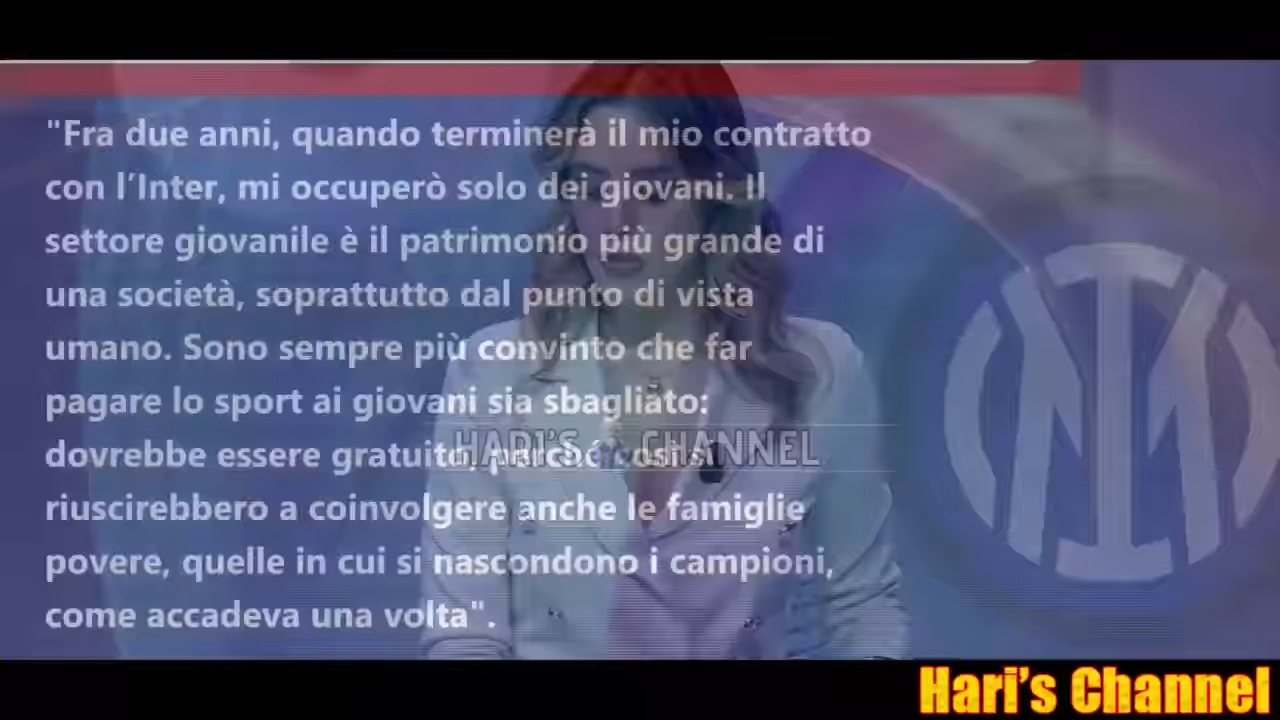 "Fra due anni, quando terminerà il mio contratto
con l'Inter, mi occuperò solo dei giovani. Il
settore giovanile è il patrimonio più grande di
una società, soprattutto dal punto di vista
umano. Sono sempre più convinto che far
pagare lo sport ai giovani sia sbagliato:
dovrebbe essere gratuito, perché così si
HARI'S CHANNEL
riuscirebbero a coinvolgere anche le famiglie
povere, quelle in cui si nascondono i campioni,
come accadeva una volta".
Hari's Channel